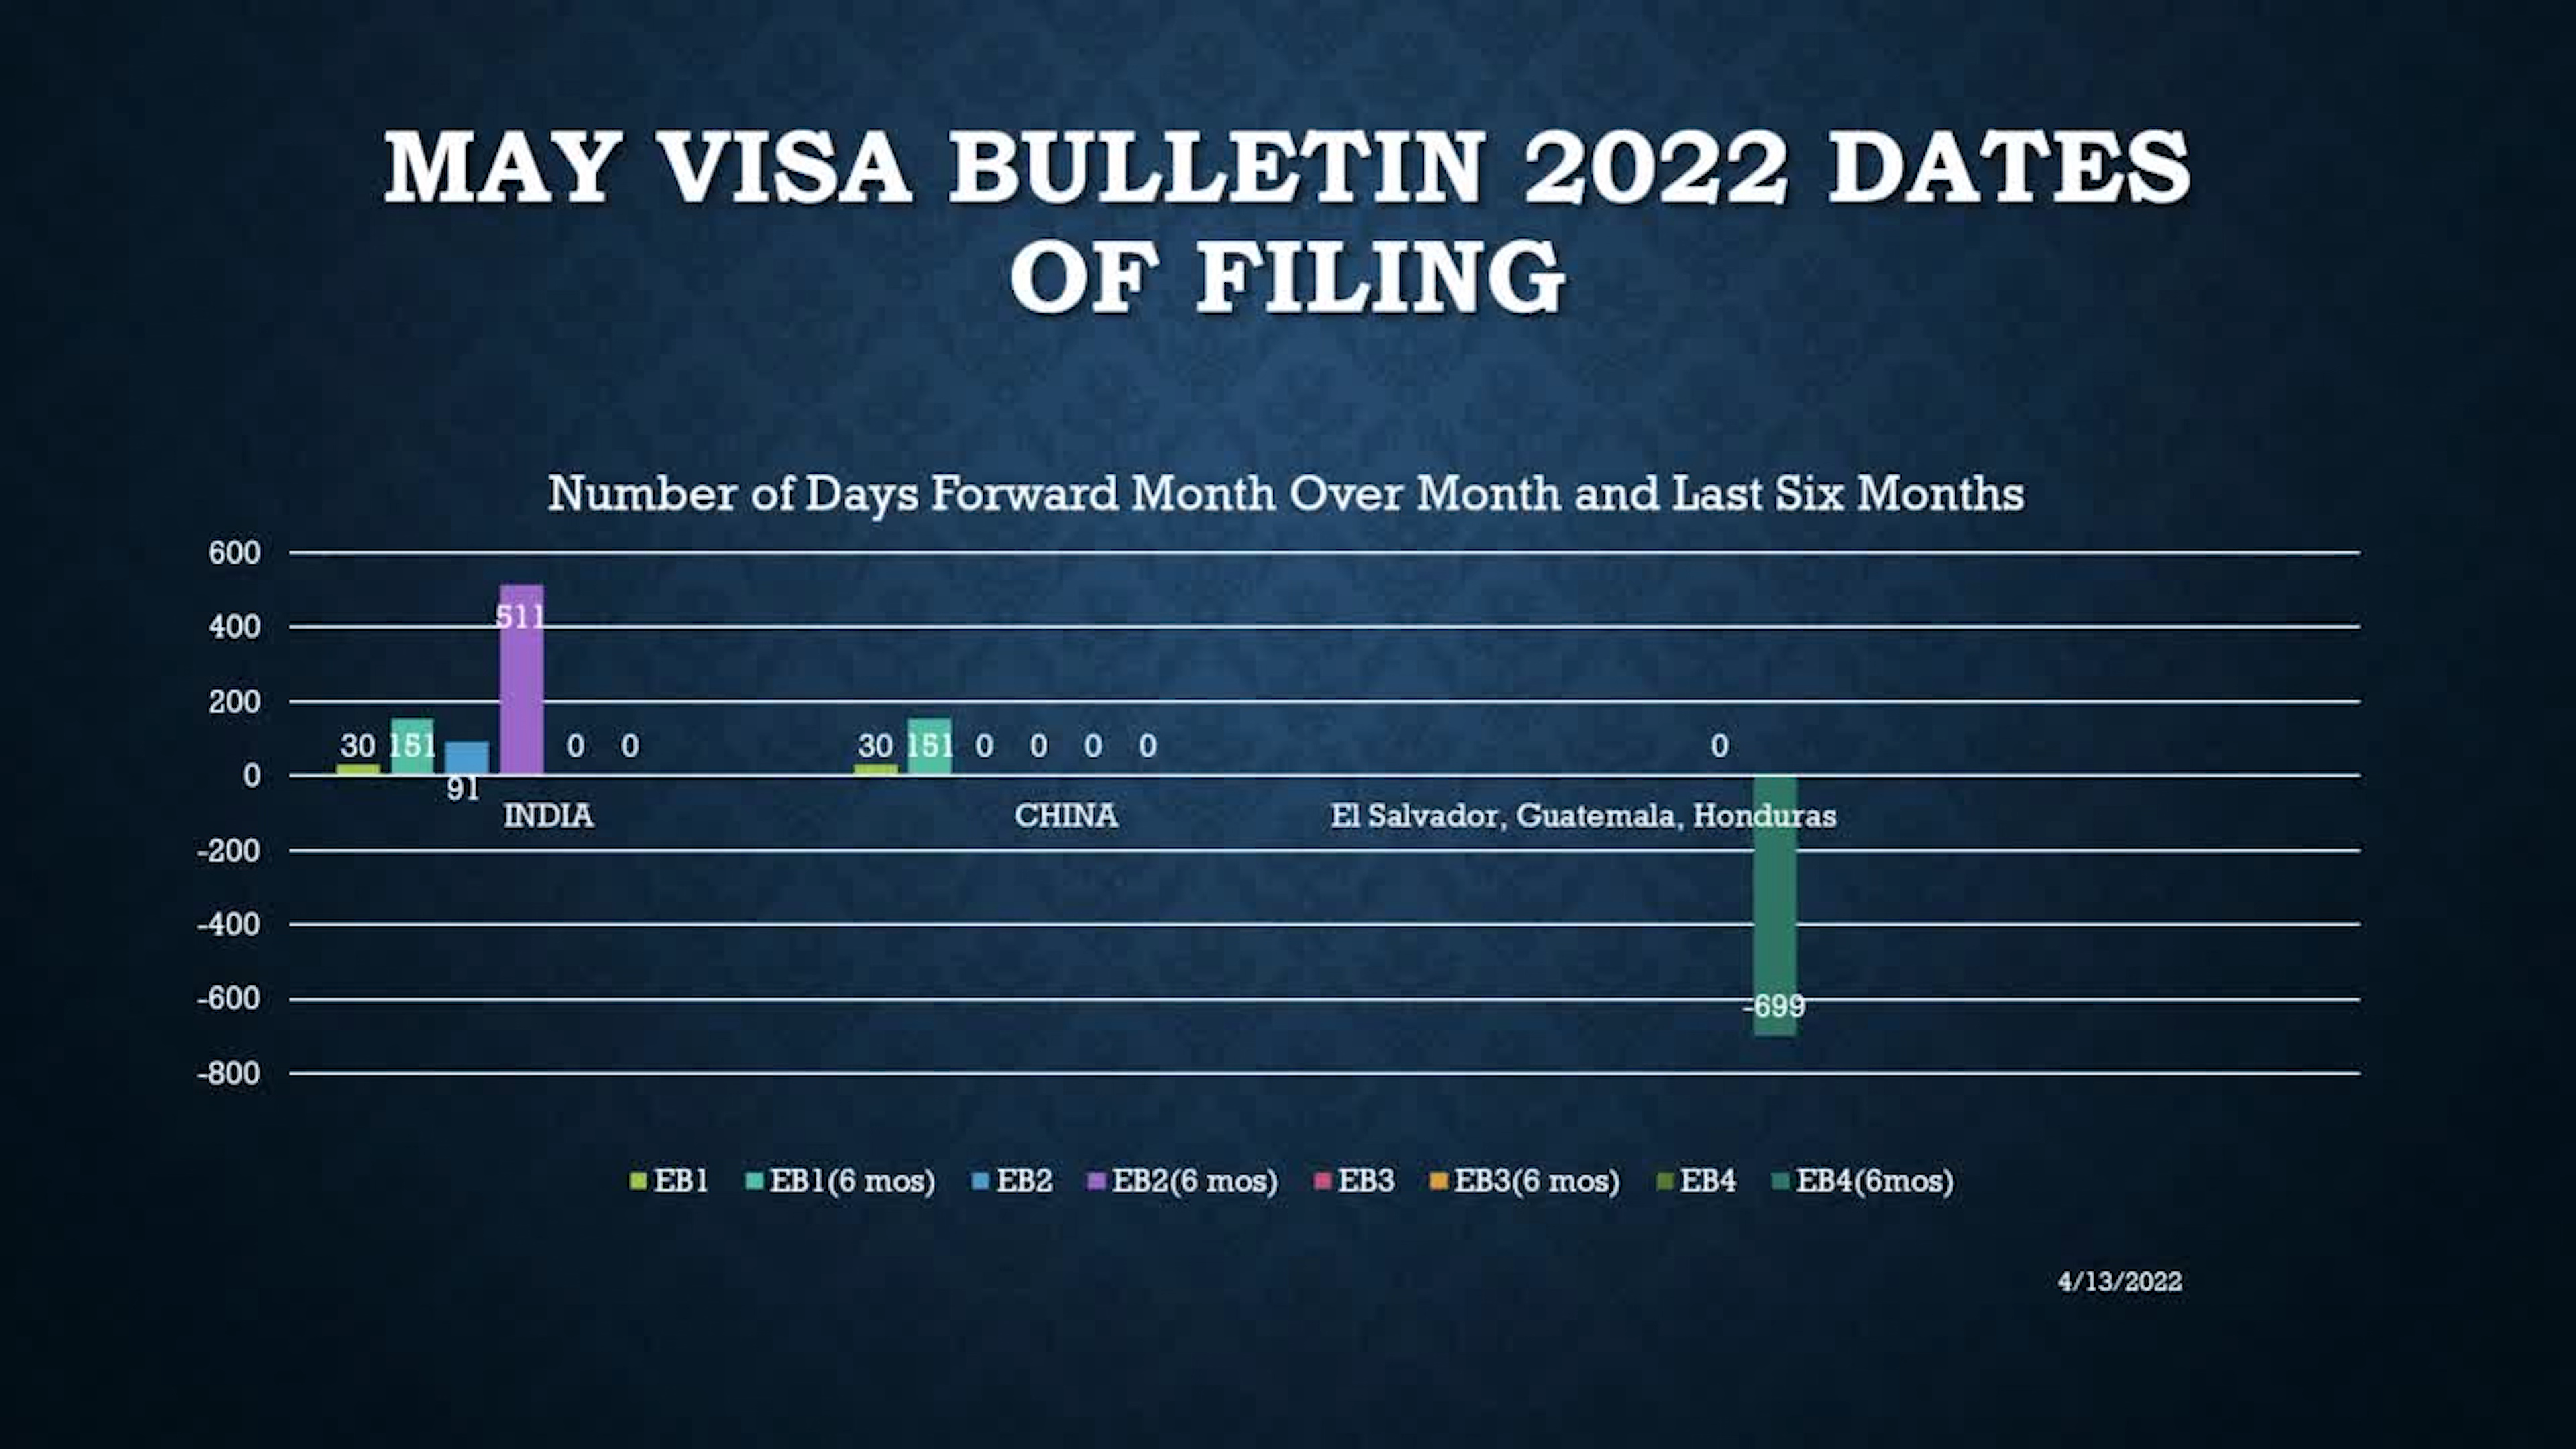 MAY VISA BULLETIN 2022 DATES
OF FILING
Number of Days Forward Month Over Month and Last Six Months
600
400
200
0
-200
-400
-600
-800
30 151 91 511 0 0
30 151 0 0 0 0
0 -699
INDIA
CHINA
El Salvador, Guatemala, Honduras
EB1 EB1(6 mos) EB2 EB2(6 mos) EB3 EB3(6 mos) EB4 EB4(6mos)
4/13/2022